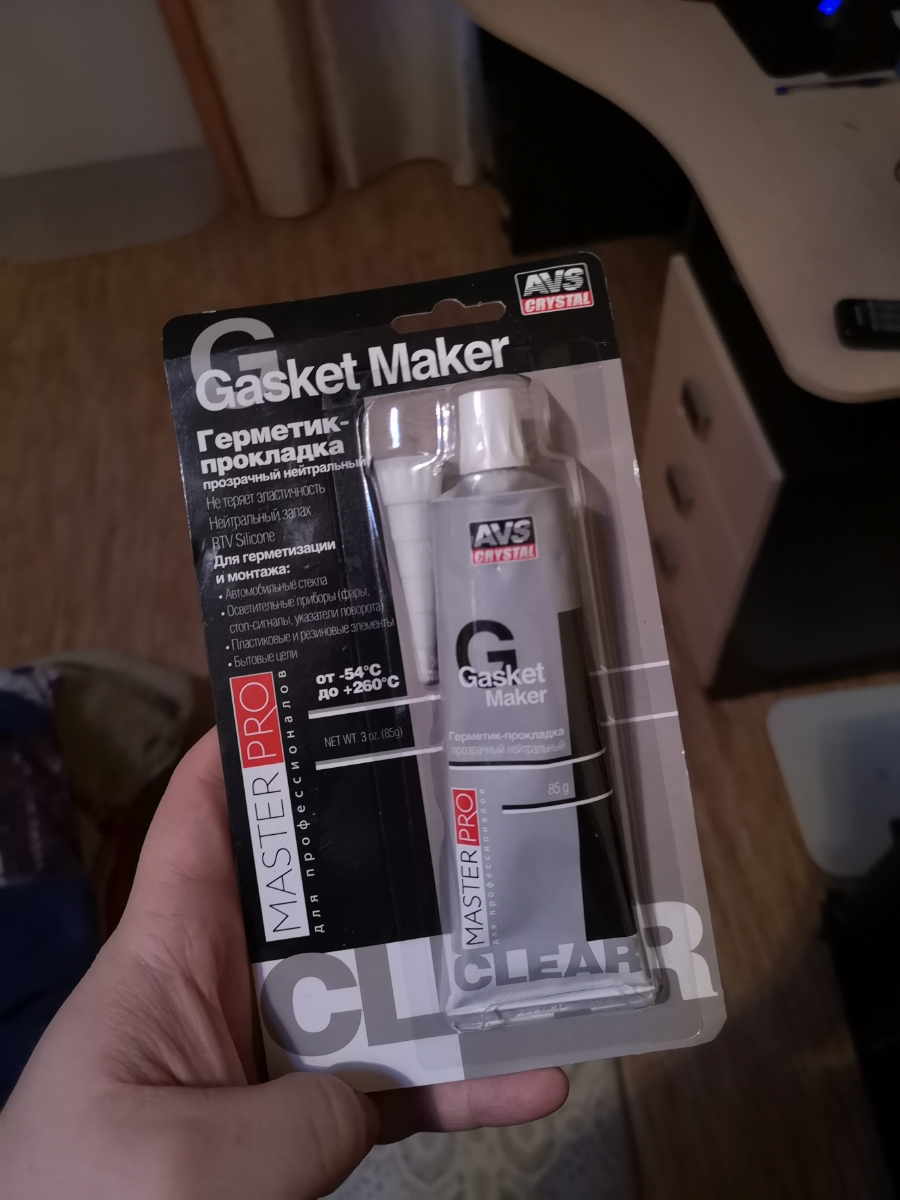 AVS
CRYSTAL
G
Gasket Maker
Герметик-
прокладка
прозрачный нейтральный
Не теряет эластичность
Нейтральный запах
RTV Silicone
Для герметизации
и монтажа:
• Автомобильные стекла
• Осветительные приборы (фары,
стоп-сигналы, указатели поворота)
• Пластиковые и резиновые элементы
• Бытовые цели
от -54°C
до +260°C
NET WT. 3 oz. (85g)
MASTER PRO
для профессионалов
CLEAR
AVS
CRYSTAL
G
Gasket
Maker
Герметик-прокладка
прозрачный нейтральный
85 g
MASTER PRO
для профессионалов
CLEAR